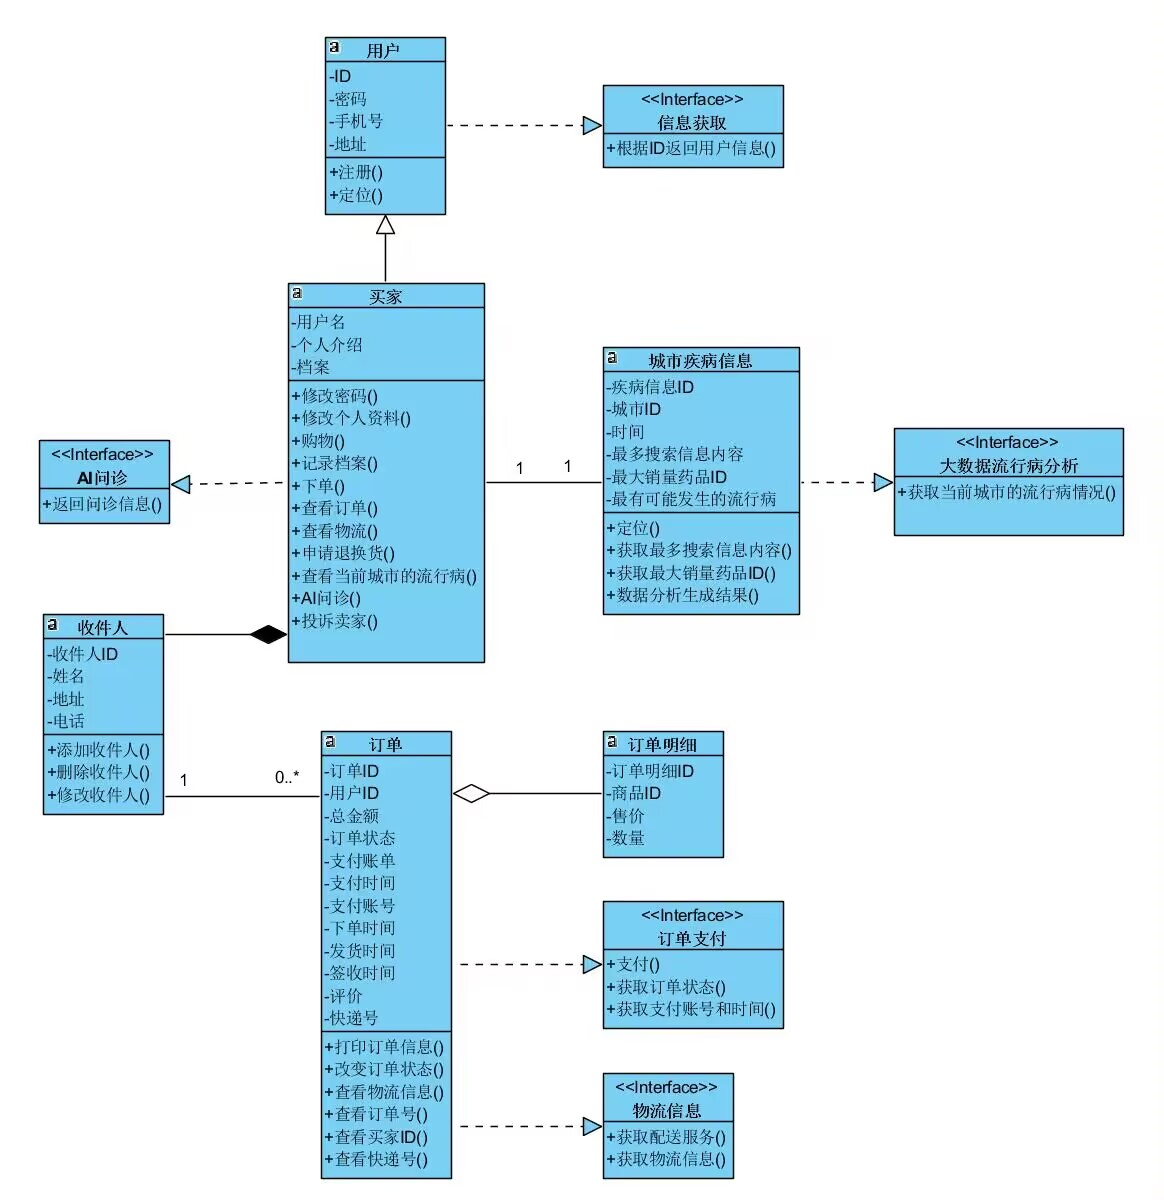 a
用户
-ID
-密码
-手机号
-地址
+注册()
+定位()
<<Interface>>
信息获取
+根据ID返回用户信息()
a
买家
-用户名
-个人介绍
-档案
+修改密码()
+修改个人资料()
+购物()
+记录档案()
+下单()
+查看订单()
+查看物流()
+申请退换货()
+查看当前城市的流行病()
+AI问诊()
+投诉卖家()
1
1
a
城市疾病信息
-疾病信息ID
-城市ID
-时间
-最多搜索信息内容
-最大销量药品ID
-最有可能发生的流行病
+定位()
+获取最多搜索信息内容()
+获取最大销量药品ID()
+数据分析生成结果()
<<Interface>>
大数据流行病分析
+获取当前城市的流行病情况()
<<Interface>>
AI问诊
+返回问诊信息()
a
收件人
-收件人ID
-姓名
-地址
-电话
+添加收件人()
+删除收件人()
+修改收件人()
1
0..*
a
订单
-订单ID
-用户ID
-总金额
-订单状态
-支付账单
-支付时间
-支付账号
-下单时间
-发货时间
-签收时间
-评价
-快递号
+打印订单信息()
+改变订单状态()
+查看物流信息()
+查看订单号()
+查看买家ID()
+查看快递号()
a
订单明细
-订单明细ID
-商品ID
-售价
-数量
<<Interface>>
订单支付
+支付()
+获取订单状态()
+获取支付账号和时间()
<<Interface>>
物流信息
+获取配送服务()
+获取物流信息()